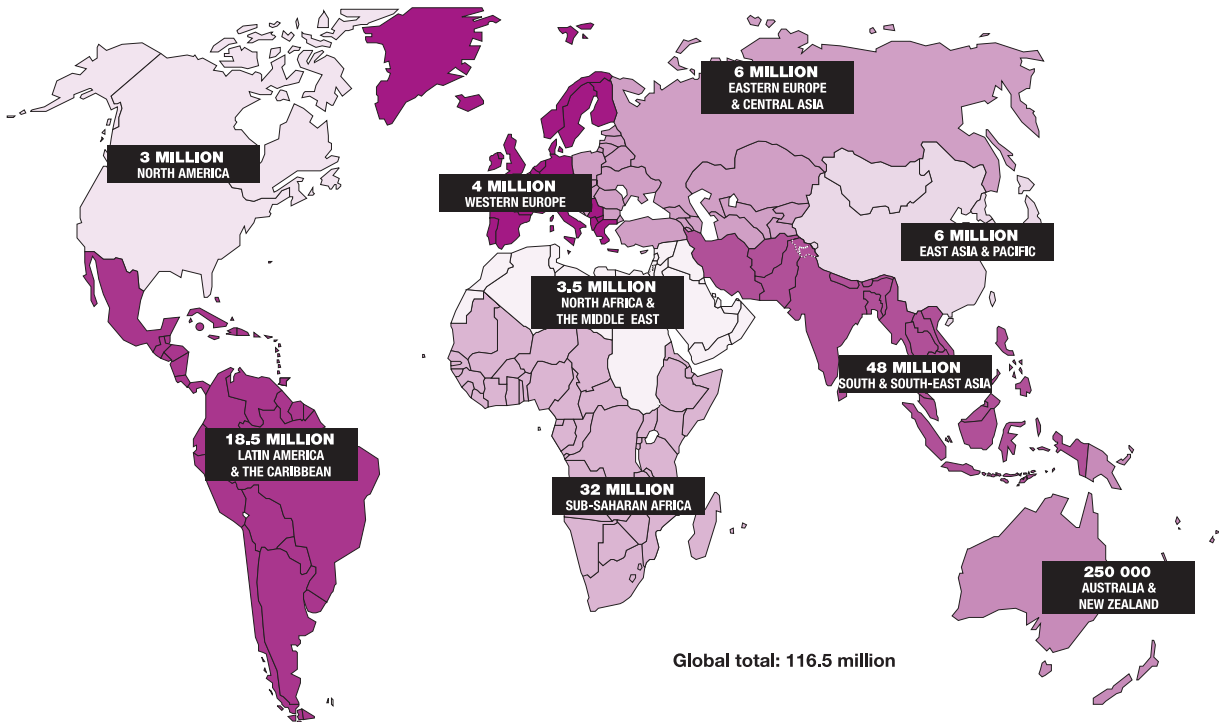 6 MILLION
EASTERN EUROPE
& CENTRAL ASIA
3 MILLION
NORTH AMERICA
4 MILLION
WESTERN EUROPE
6 MILLION
EAST ASIA & PACIFIC
3.5 MILLION
NORTH AFRICA &
THE MIDDLE EAST
48 MILLION
SOUTH & SOUTH-EAST ASIA
18.5 MILLION
LATIN AMERICA
& THE CARIBBEAN
32 MILLION
SUB-SAHARAN AFRICA
250 000
AUSTRALIA &
NEW ZEALAND
Global total: 116.5 million